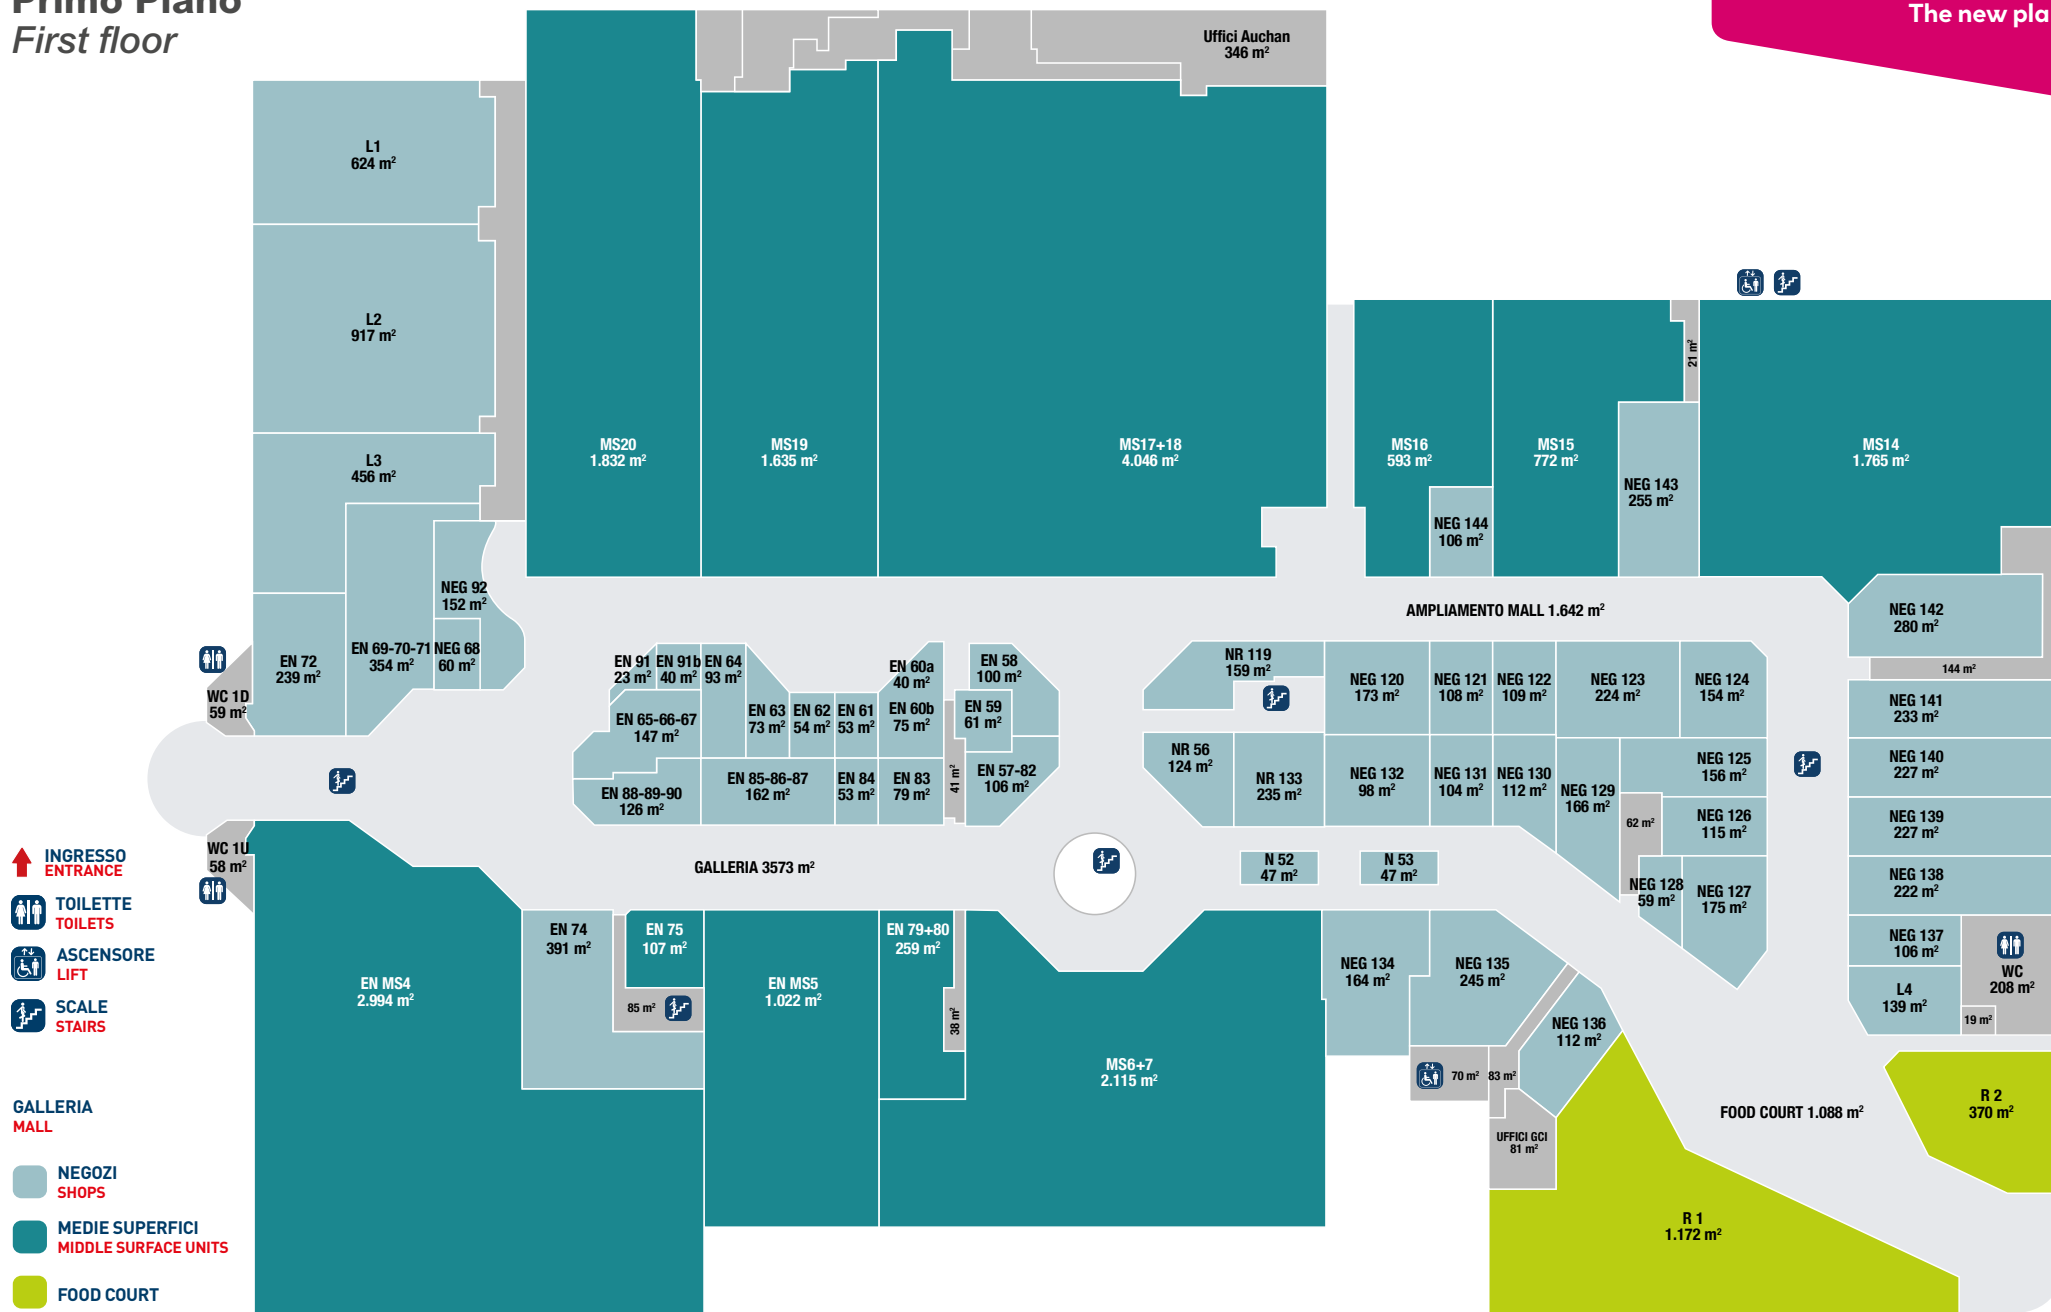 Primo Piano
First floor
The new pla
Uffici Auchan
346 m²
L1
624 m²
L2
917 m²
L3
456 m²
MS20
1.832 m²
MS19
1.635 m²
MS17+18
4.046 m²
MS16
593 m²
MS15
772 m²
21 m²
MS14
1.765 m²
NEG 143
255 m²
NEG 144
106 m²
NEG 92
152 m²
AMPLIAMENTO MALL 1.642 m²
NEG 142
280 m²
144 m²
EN 72
239 m²
EN 69-70-71
354 m²
NEG 68
60 m²
WC 1D
59 m²
EN 91
23 m²
EN 91b
40 m²
EN 64
93 m²
EN 65-66-67
147 m²
EN 63
73 m²
EN 62
54 m²
EN 61
53 m²
EN 60a
40 m²
EN 60b
75 m²
EN 58
100 m²
EN 59
61 m²
EN 57-82
106 m²
41 m²
EN 88-89-90
126 m²
EN 85-86-87
162 m²
EN 84
53 m²
EN 83
79 m²
NR 119
159 m²
NEG 120
173 m²
NEG 121
108 m²
NEG 122
109 m²
NEG 123
224 m²
NEG 124
154 m²
NR 56
124 m²
NR 133
235 m²
NEG 132
98 m²
NEG 131
104 m²
NEG 130
112 m²
NEG 129
166 m²
NEG 125
156 m²
NEG 126
115 m²
62 m²
NEG 128
59 m²
NEG 127
175 m²
NEG 141
233 m²
NEG 140
227 m²
NEG 139
227 m²
NEG 138
222 m²
NEG 137
106 m²
L4
139 m²
WC
208 m²
19 m²
WC 1U
58 m²
GALLERIA 3573 m²
N 52
47 m²
N 53
47 m²
EN MS4
2.994 m²
EN 74
391 m²
EN 75
107 m²
85 m²
EN MS5
1.022 m²
EN 79+80
259 m²
38 m²
MS6+7
2.115 m²
NEG 134
164 m²
NEG 135
245 m²
NEG 136
112 m²
70 m²
83 m²
UFFICI GCI
81 m²
FOOD COURT 1.088 m²
R 2
370 m²
R 1
1.172 m²
INGRESSO
ENTRANCE
TOILETTE
TOILETS
ASCENSORE
LIFT
SCALE
STAIRS
GALLERIA
MALL
NEGOZI
SHOPS
MEDIE SUPERFICI
MIDDLE SURFACE UNITS
FOOD COURT